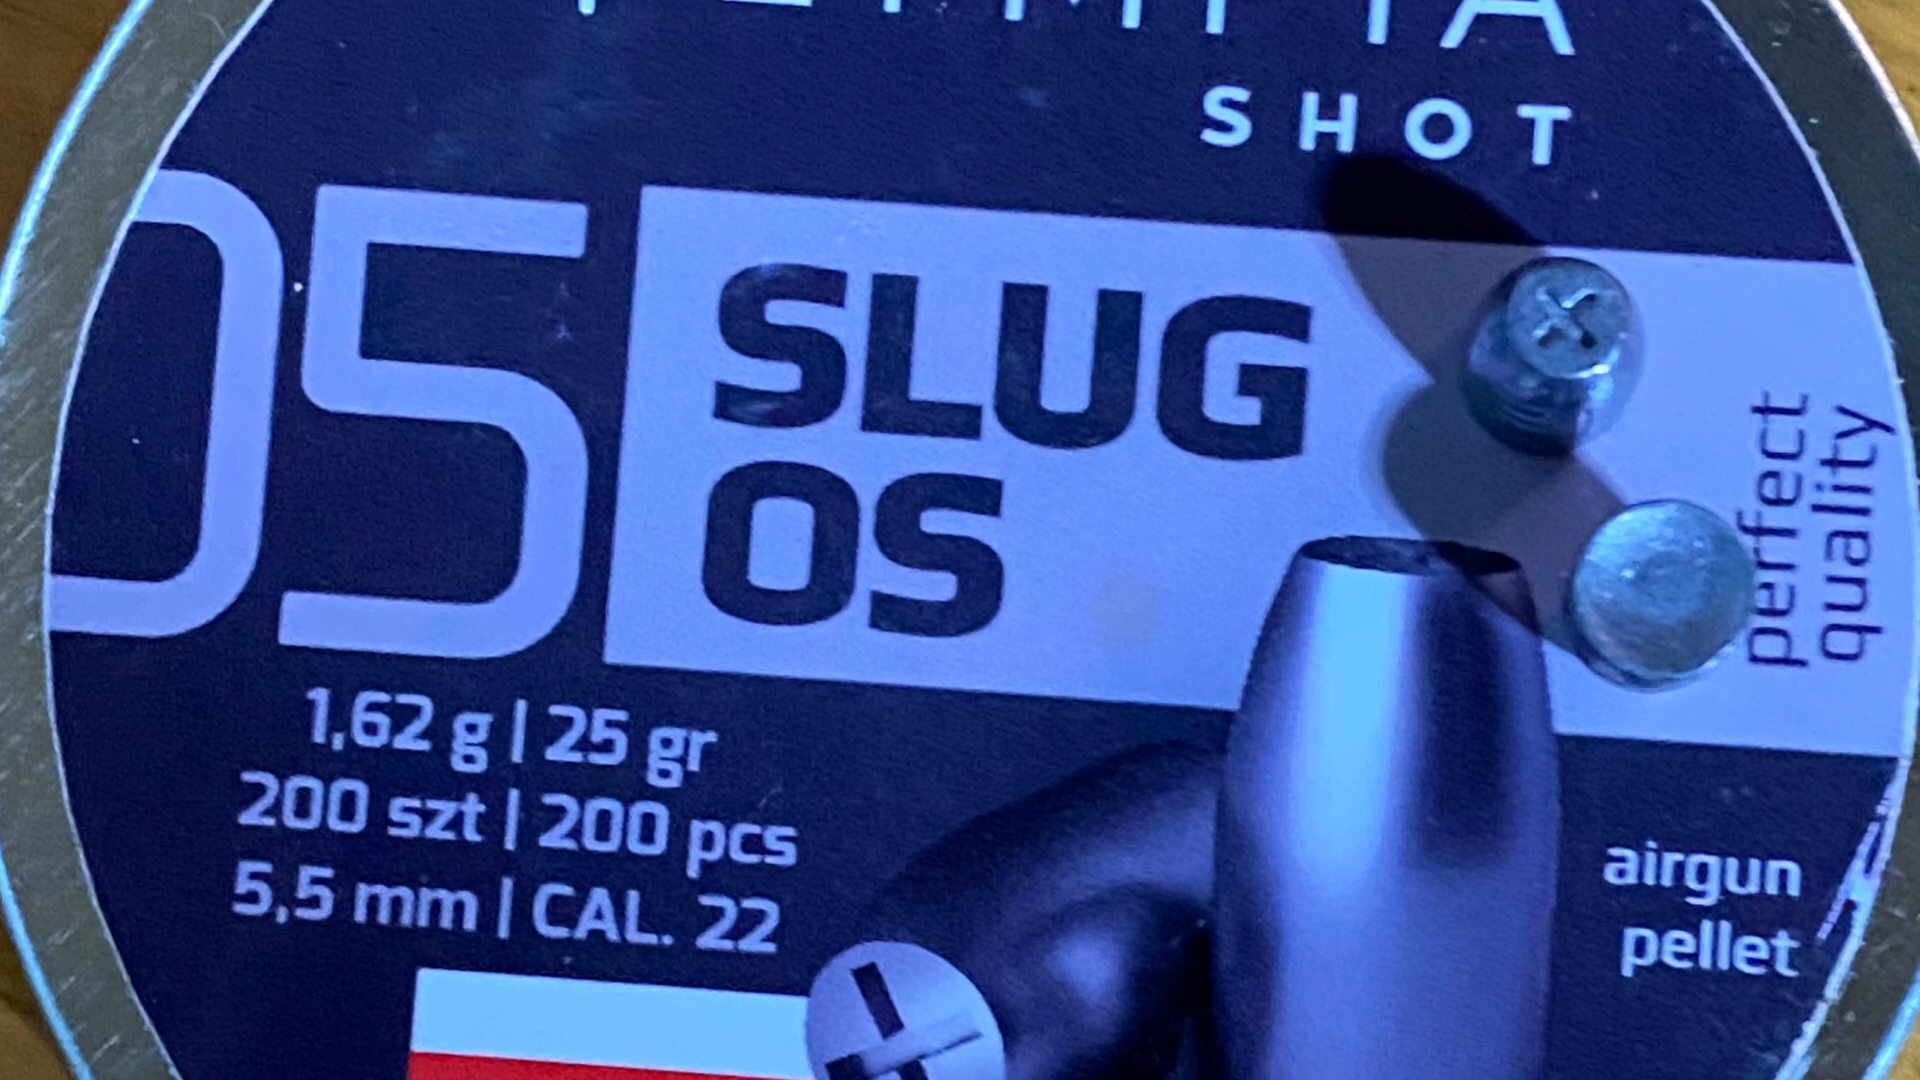 SHOT
05
SLUG
OS
perfect
quality
1,62 g | 25 gr
200 szt | 200 pcs
5,5 mm | CAL. 22
airgun
pellet